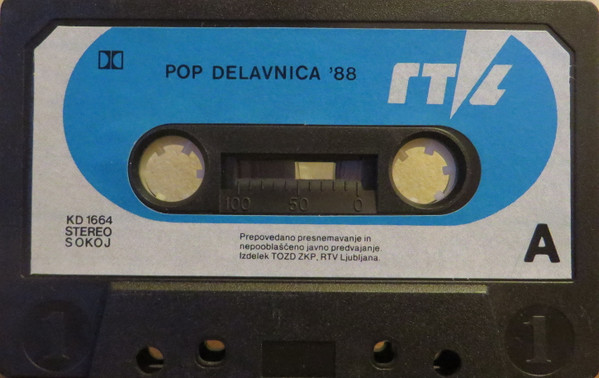 POP DELAVNICA '88
RTL
100 50 0
KD 1664
STEREO
SOKOJ
Prepovedano presnemavanje in
nepooblaščeno javno predvajanje.
Izdelek TOZD ZKP, RTV Ljubljana.
A
1 1